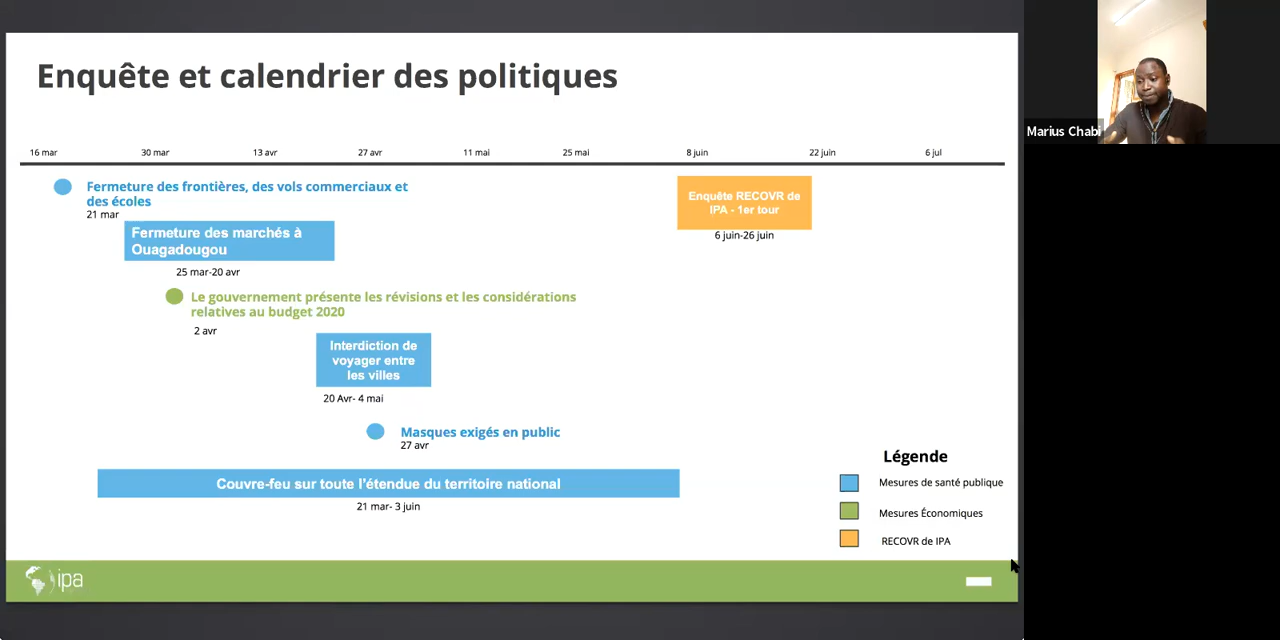 Enquête et calendrier des politiques
16 mar
30 mar
13 avr
27 avr
11 mai
25 mai
8 juin
22 juin
6 jul
Fermeture des frontières, des vols commerciaux et
des écoles
21 mar
Enquête RECOVR de
IPA - 1er tour
6 juin-26 juin
Fermeture des marchés à
Ouagadougou
25 mar-20 avr
Le gouvernement présente les révisions et les considérations
relatives au budget 2020
2 avr
Interdiction de
voyager entre
les villes
20 Avr- 4 mai
Masques exigés en public
27 avr
Couvre-feu sur toute l'étendue du territoire national
21 mar- 3 juin
Légende
Mesures de santé publique
Mesures Économiques
RECOVR de IPA
ipa
Marius Chabi